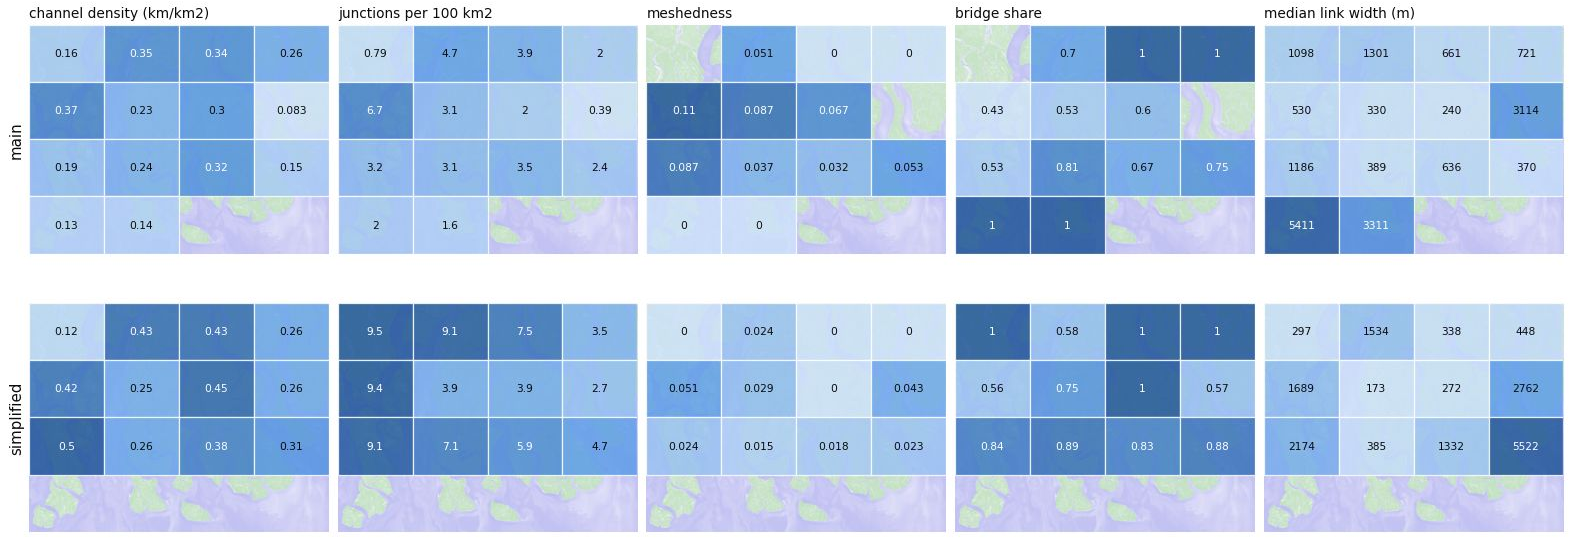 channel density (km/km2) junctions per 100 km2 meshedness bridge share median link width (m)
main
0.16 0.35 0.34 0.26 0.79 4.7 3.9 2 0.051 0 0 0.7 1 1 1098 1301 661 721
0.37 0.23 0.3 0.083 6.7 3.1 2 0.39 0.11 0.087 0.067 0.43 0.53 0.6 530 330 240 3114
0.19 0.24 0.32 0.15 3.2 3.1 3.5 2.4 0.087 0.037 0.032 0.053 0.53 0.81 0.67 0.75 1186 389 636 370
0.13 0.14 2 1.6 0 0 1 1 5411 3311
simplified
0.12 0.43 0.43 0.26 9.5 9.1 7.5 3.5 0 0.024 0 0 1 0.58 1 1 297 1534 338 448
0.42 0.25 0.45 0.26 9.4 3.9 3.9 2.7 0.051 0.029 0 0.043 0.56 0.75 1 0.57 1689 173 272 2762
0.5 0.26 0.38 0.31 9.1 7.1 5.9 4.7 0.024 0.015 0.018 0.023 0.84 0.89 0.83 0.88 2174 385 1332 5522